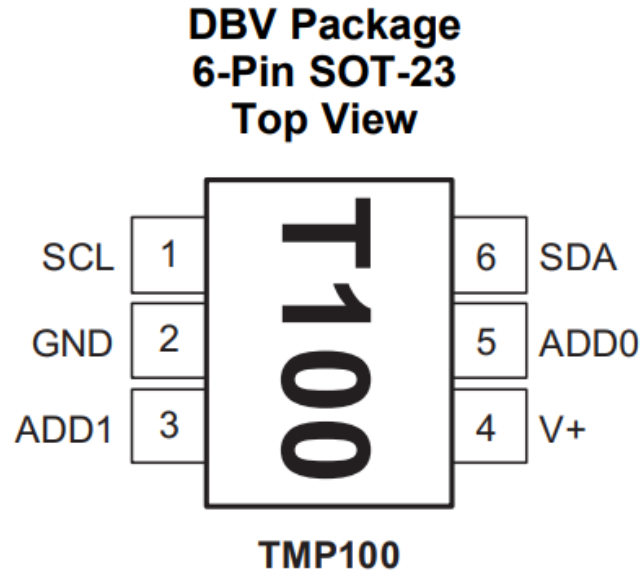 DBV Package
6-Pin SOT-23
Top View
SCL 1 6 SDA
GND 2 5 ADD0
ADD1 3 4 V+
T100
TMP100